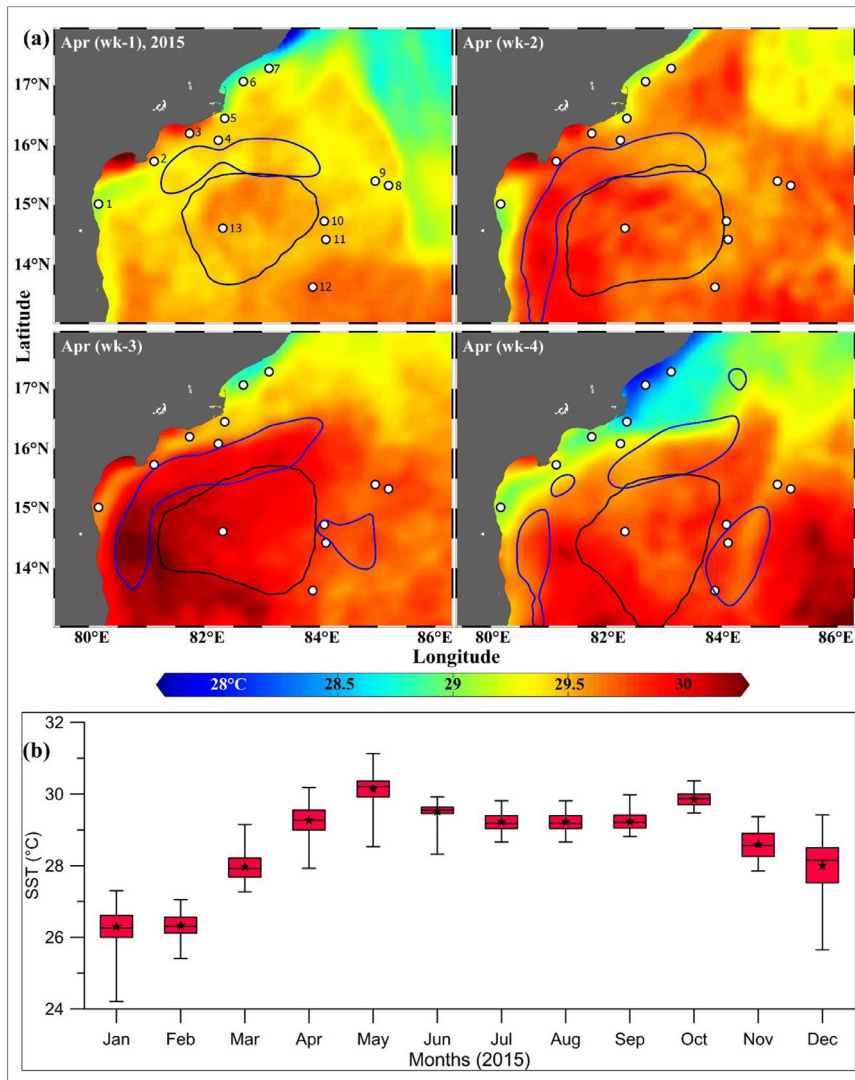 (a)
Apr (wk-1), 2015
Apr (wk-2)
17°N
16°N
15°N
14°N
1
2
3
4
5
6
7
8
9
10
11
12
13
Latitude
Apr (wk-3)
Apr (wk-4)
17°N
16°N
15°N
14°N
80°E 82°E 84°E 86°E 80°E 82°E 84°E 86°E
Longitude
28°C 28.5 29 29.5 30
(b)
32
30
28
26
24
SST (°C)
Jan Feb Mar Apr May Jun Jul Aug Sep Oct Nov Dec
Months (2015)